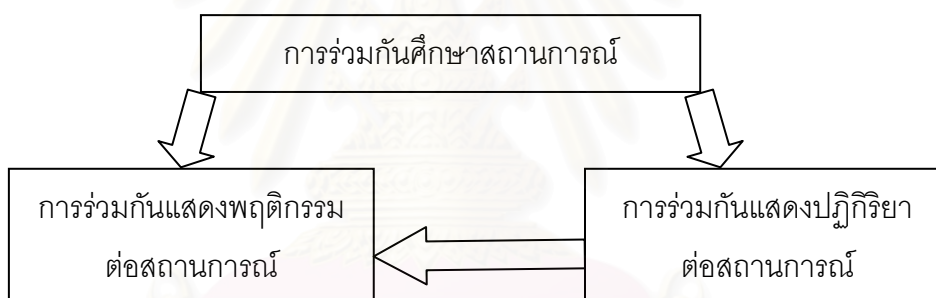 การร่วมกันศึกษาสถานการณ์
การร่วมกันแสดงพฤติกรรม
ต่อสถานการณ์
การร่วมกันแสดงปฏิกิริยา
ต่อสถานการณ์